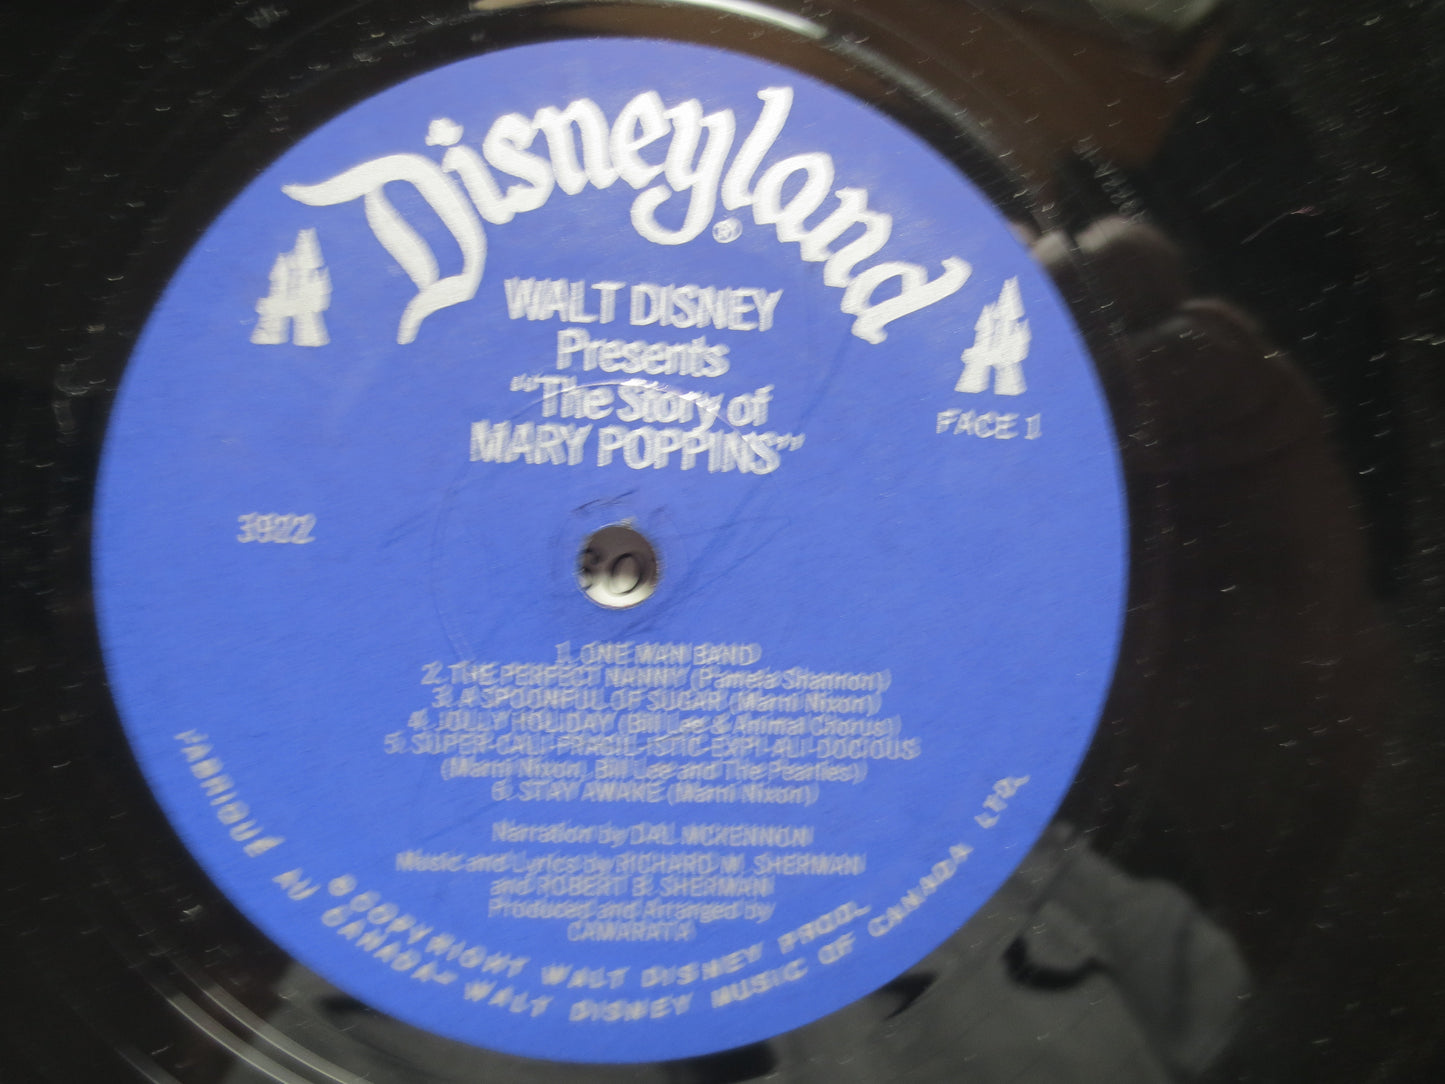 Disneyland®
WALT DISNEY
Presents
"The Story of
MARY POPPINS"
FACE 1
3922
1. ONE MAN BAND
2. THE PERFECT NANNY (Pamela Shannon)
3. A SPOONFUL OF SUGAR (Marni Nixon)
4. JOLLY HOLIDAY (Bill Lee & Animal Chorus)
5. SUPER-CALI-FRAGIL-ISTIC-EXPI-ALI-DOCIOUS
(Marni Nixon, Bill Lee and The Pearlies)
6. STAY AWAKE (Marni Nixon)
Narration by DAL MCKENNON
Music and Lyrics by RICHARD M. SHERMAN
and ROBERT B. SHERMAN
Produced and Arranged by
CAMARATA
© COPYRIGHT WALT DISNEY PROD.
FABRIQUÉ AU CANADA- WALT DISNEY MUSIC OF CANADA LTD.